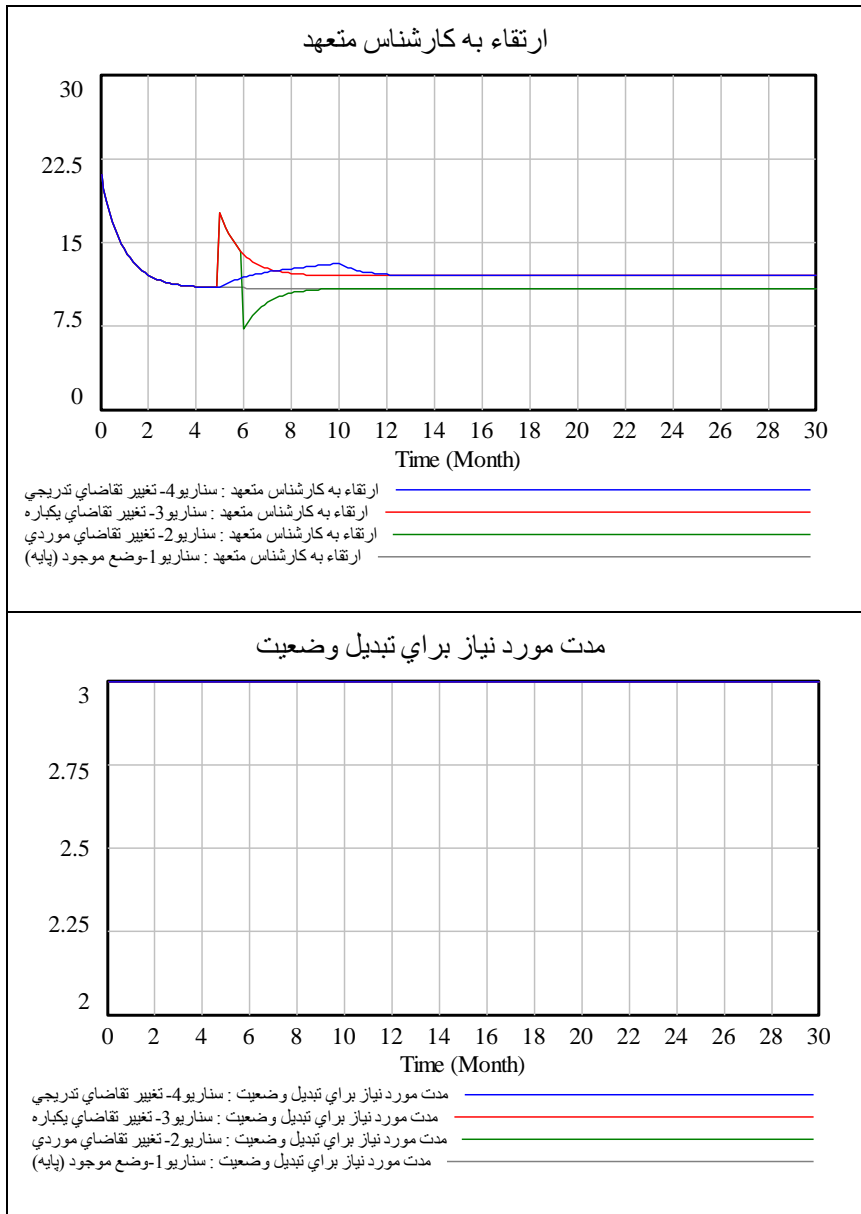 ارتقاء به کارشناس متعهد
30
22.5
15
7.5
0
0 2 4 6 8 10 12 14 16 18 20 22 24 26 28 30
Time (Month)
ارتقاء به کارشناس متعهد : سناريو4- تغيير تقاضاي تدريجي
ارتقاء به کارشناس متعهد : سناريو3- تغيير تقاضاي يکباره
ارتقاء به کارشناس متعهد : سناريو2- تغيير تقاضاي موردي
ارتقاء به کارشناس متعهد : سناريو1-وضع موجود (پايه)
مدت مورد نياز براي تبديل وضعيت
3
2.75
2.5
2.25
2
0 2 4 6 8 10 12 14 16 18 20 22 24 26 28 30
Time (Month)
مدت مورد نياز براي تبديل وضعيت : سناريو4- تغيير تقاضاي تدريجي
مدت مورد نياز براي تبديل وضعيت : سناريو3- تغيير تقاضاي يکباره
مدت مورد نياز براي تبديل وضعيت : سناريو2- تغيير تقاضاي موردي
مدت مورد نياز براي تبديل وضعيت : سناريو1-وضع موجود (پايه)